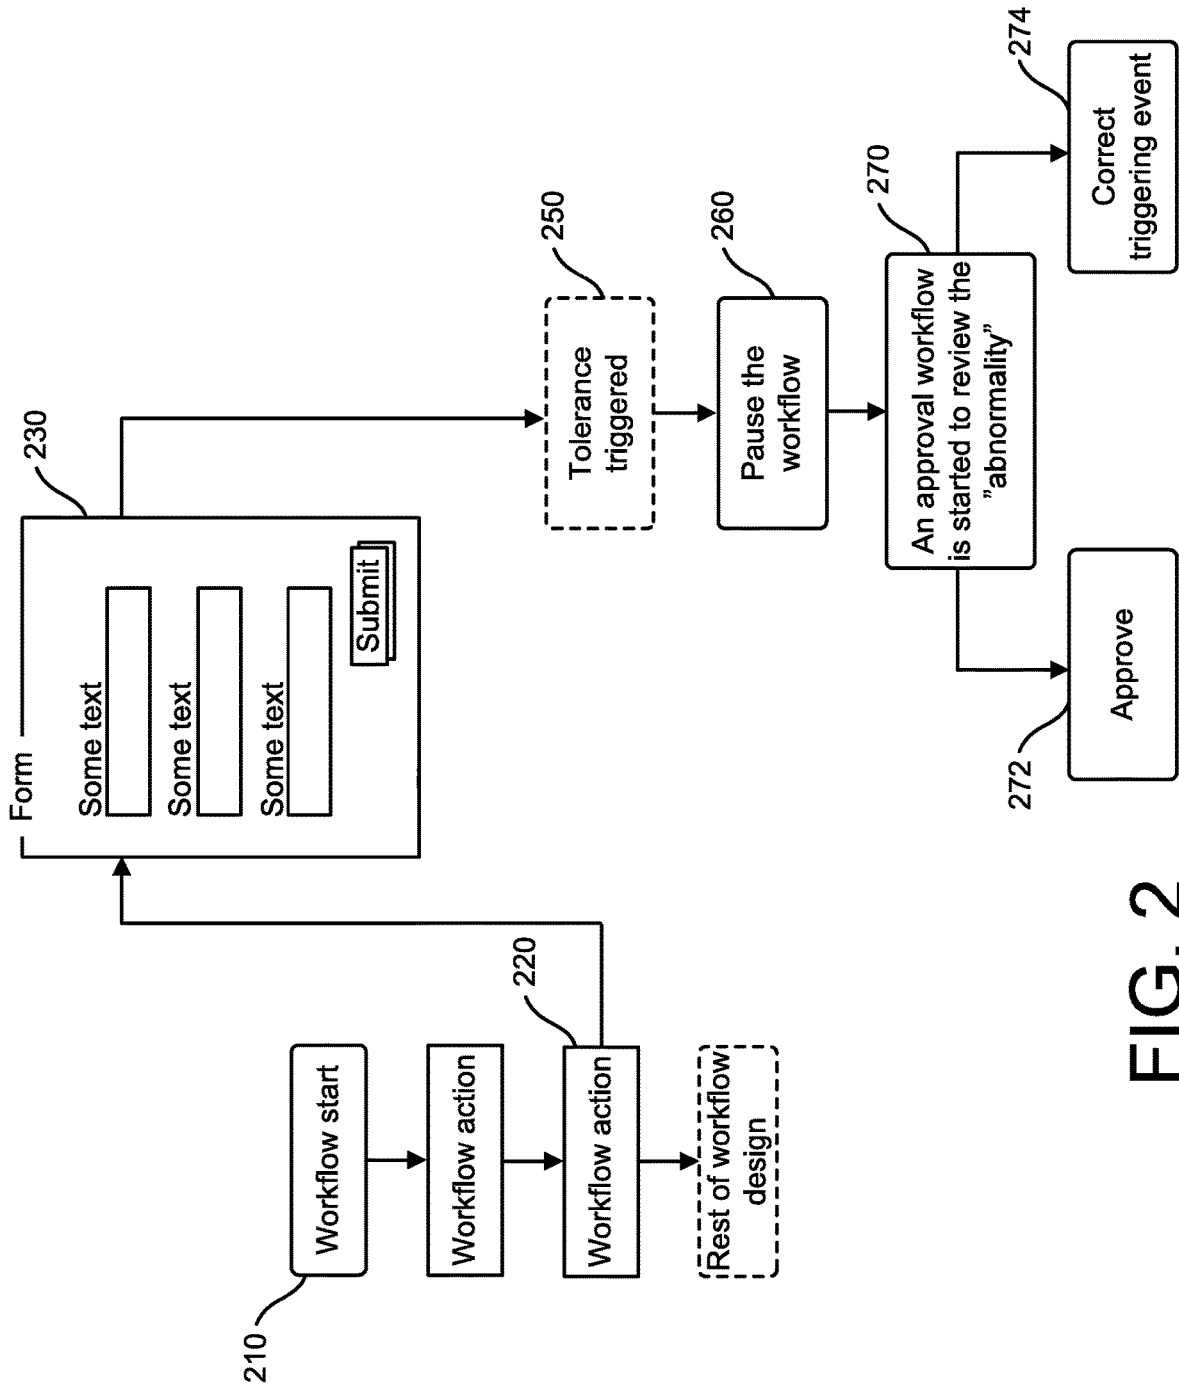 210
Workflow start
Workflow action
Workflow action
220
Rest of workflow
design
Form
230
Some text
Some text
Some text
Submit
Tolerance
triggered
250
Pause the
workflow
260
An approval workflow
is started to review the
”abnormality”
270
Approve
272
Correct
triggering event
274
FIG. 2